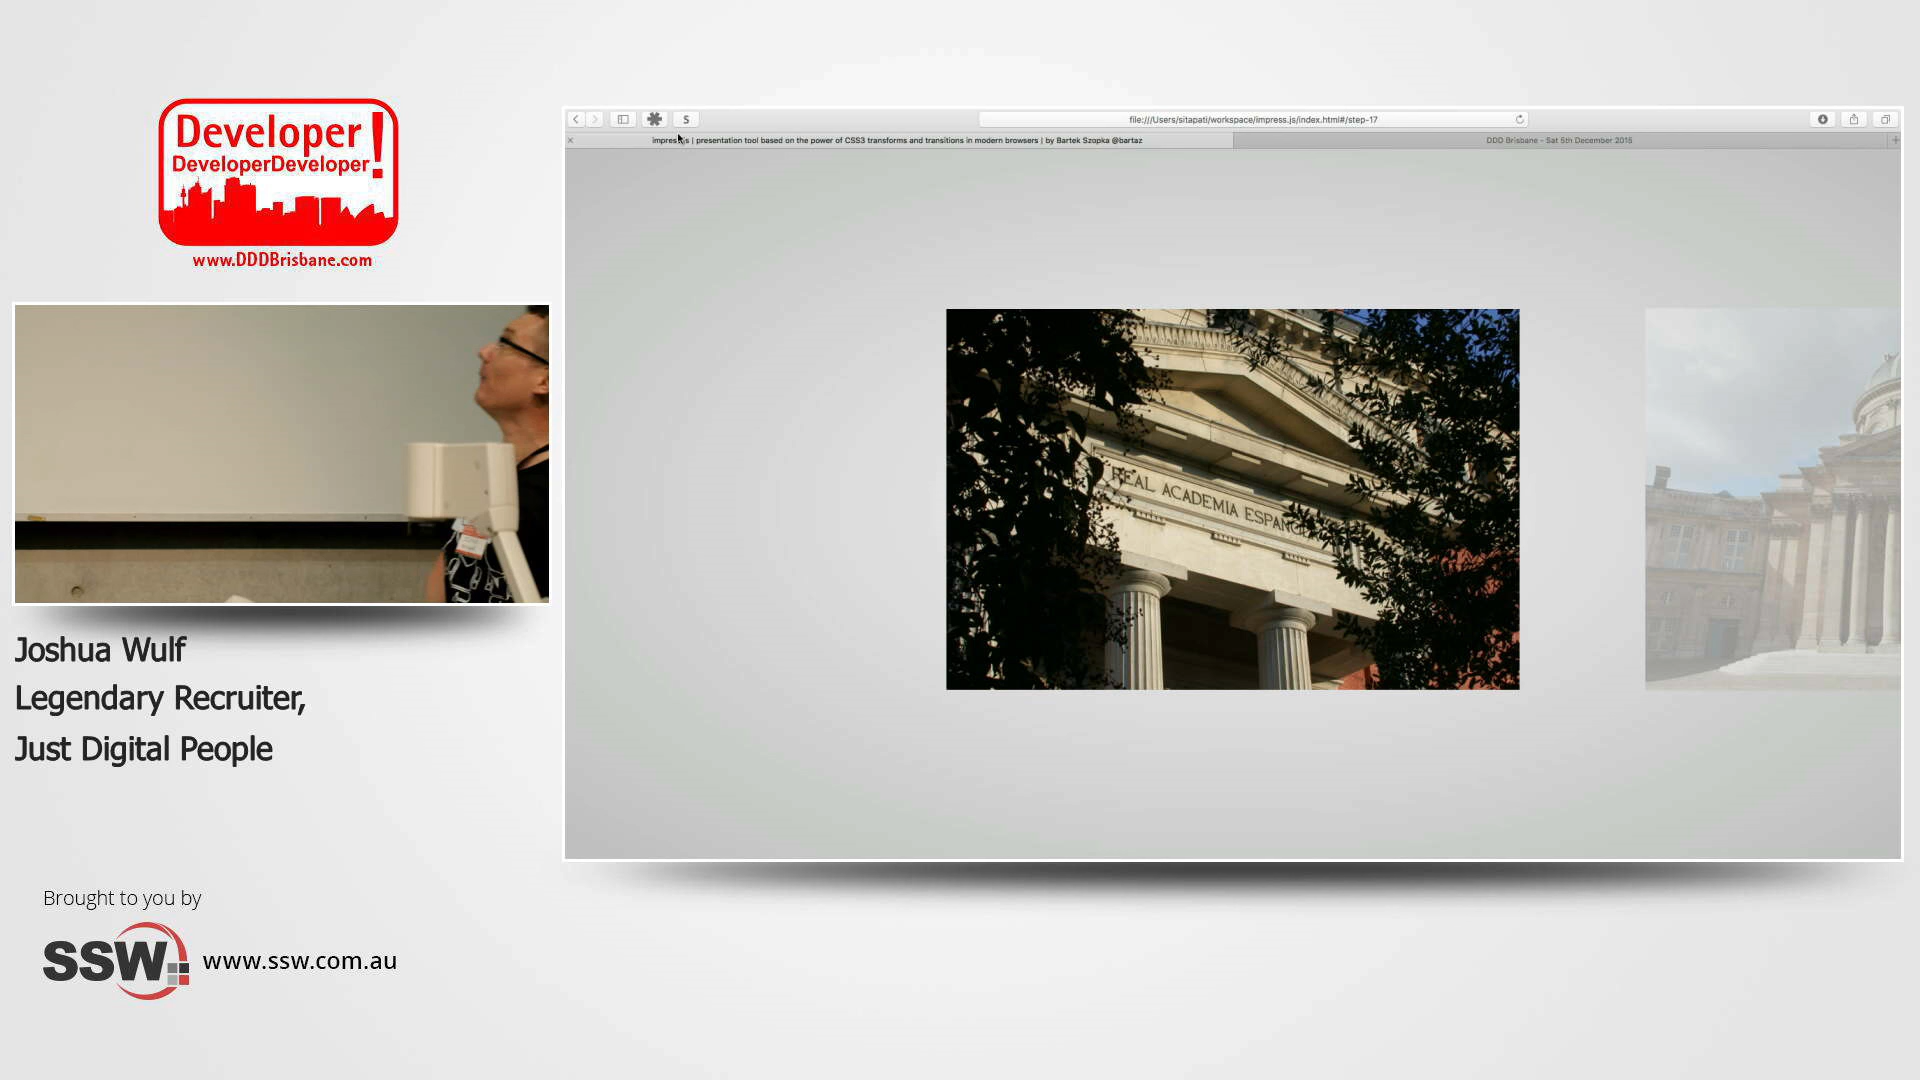 Developer!
DeveloperDeveloper
www.DDDBrisbane.com
Joshua Wulf
Legendary Recruiter,
Just Digital People
Brought to you by
SSW
www.ssw.com.au
S
file:///Users/sitapati/workspace/impress.js/index.html#/step-17
| presentation tool based on the power of CSS3 transforms and transitions in modern browsers | by Bartek Szopka @bartaz
DDD Brisbane - Sat 5th December 2015
REAL ACADEMIA